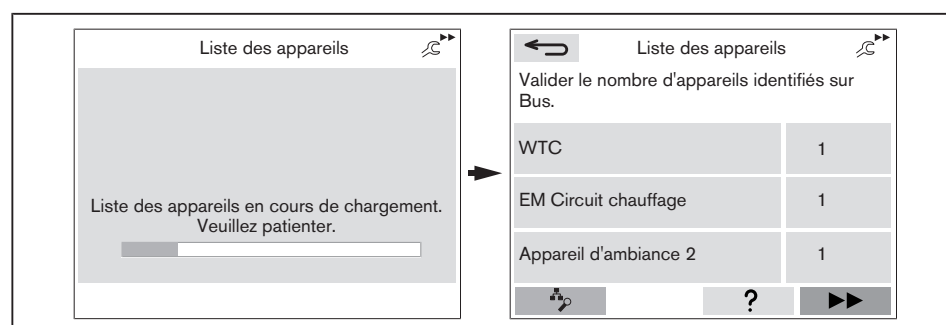 Liste des appareils
Liste des appareils en cours de chargement.
Veuillez patienter.
Liste des appareils
Valider le nombre d'appareils identifiés sur
Bus.
WTC 1
EM Circuit chauffage 1
Appareil d'ambiance 2 1
?